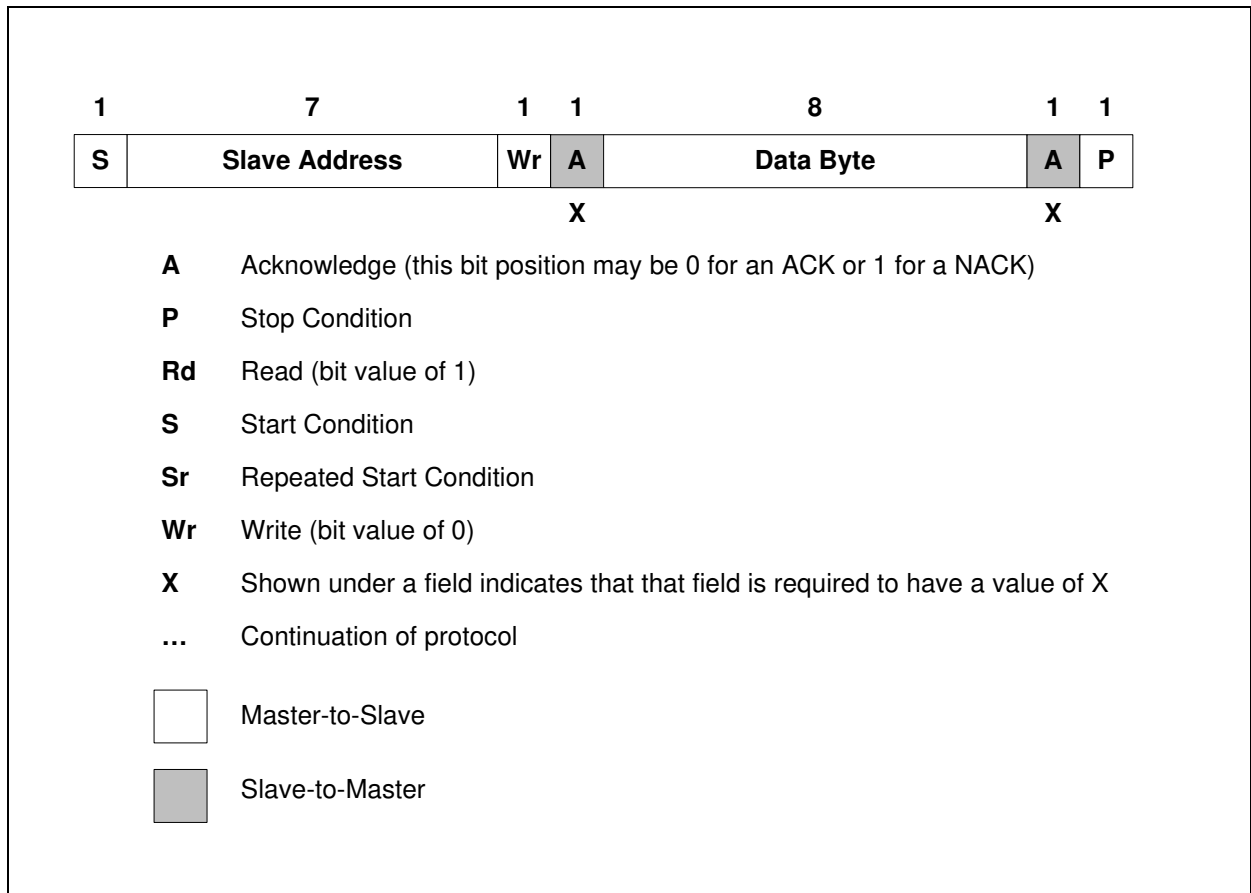 1 7 1 1 8 1 1
S Slave Address Wr A Data Byte A P
X X
A Acknowledge (this bit position may be 0 for an ACK or 1 for a NACK)
P Stop Condition
Rd Read (bit value of 1)
S Start Condition
Sr Repeated Start Condition
Wr Write (bit value of 0)
X Shown under a field indicates that that field is required to have a value of X
... Continuation of protocol
Master-to-Slave
Slave-to-Master